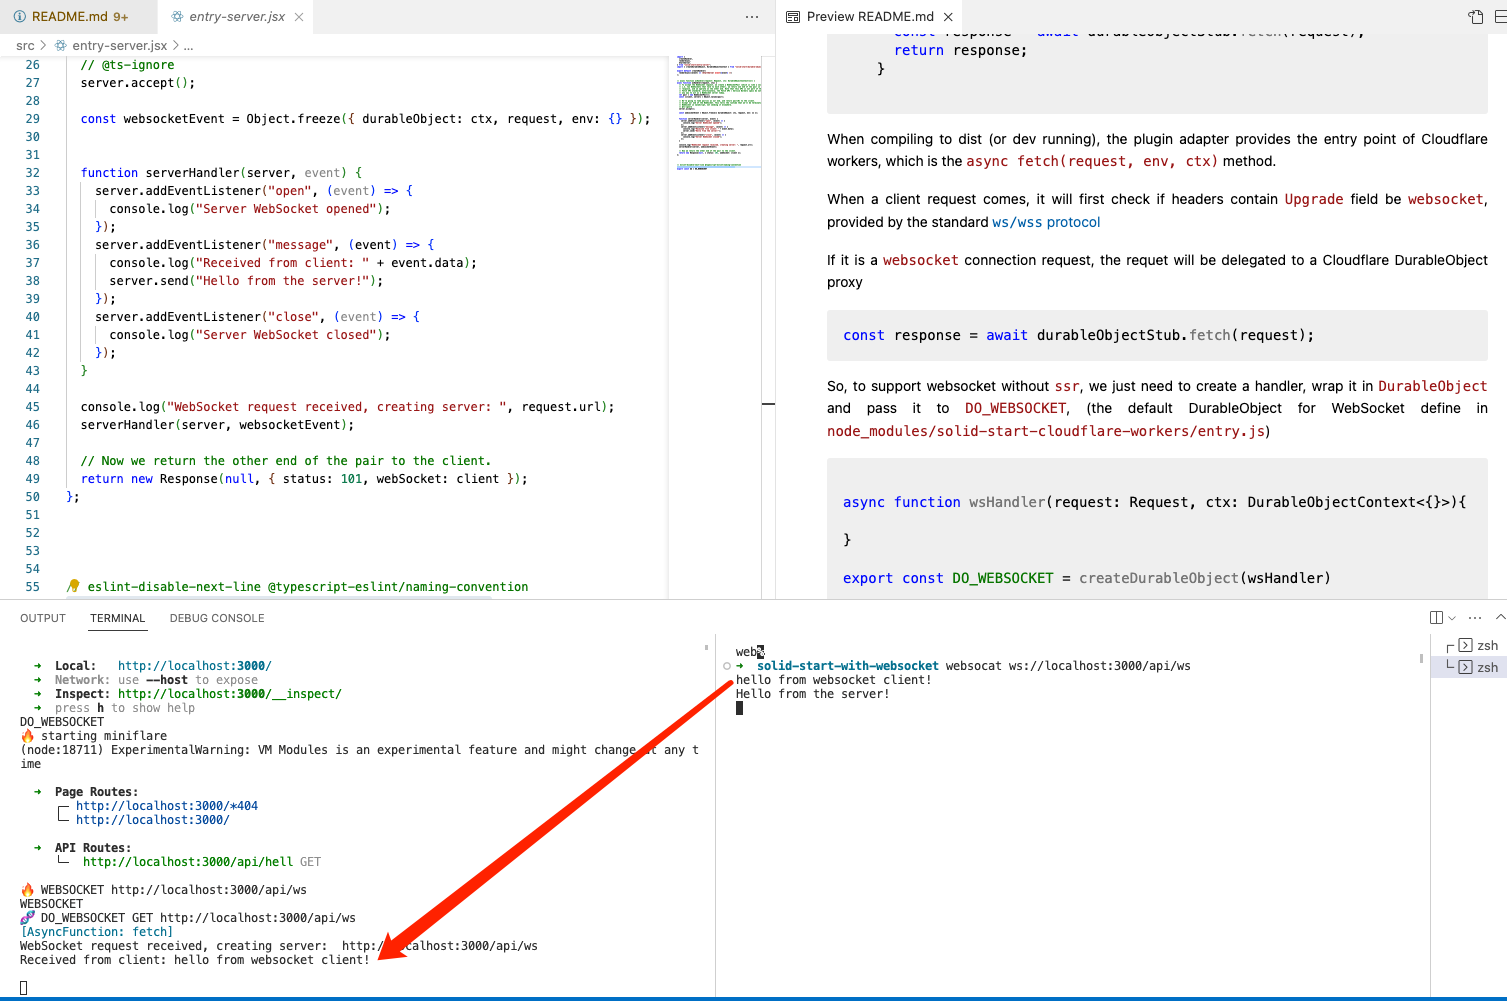 README.md 9+
entry-server.jsx
src > entry-server.jsx > ...
26 // @ts-ignore
27 server.accept();
28
29 const websocketEvent = Object.freeze({ durableObject: ctx, request, env: {} });
30
31
32 function serverHandler(server, event) {
33 server.addEventListener("open", (event) => {
34 console.log("Server WebSocket opened");
35 });
36 server.addEventListener("message", (event) => {
37 console.log("Received from client: " + event.data);
38 server.send("Hello from the server!");
39 });
40 server.addEventListener("close", (event) => {
41 console.log("Server WebSocket closed");
42 });
43 }
44
45 console.log("WebSocket request received, creating server: ", request.url);
46 serverHandler(server, websocketEvent);
47
48 // Now we return the other end of the pair to the client.
49 return new Response(null, { status: 101, webSocket: client });
50 };
51
52
53
54
55 // eslint-disable-next-line @typescript-eslint/naming-convention
Preview README.md
const response = await durableObjectStub.fetch(request);
return response;
}
When compiling to dist (or dev running), the plugin adapter provides the entry point of Cloudflare
workers, which is the async fetch(request, env, ctx) method.
When a client request comes, it will first check if headers contain Upgrade field be websocket,
provided by the standard ws/wss protocol
If it is a websocket connection request, the requet will be delegated to a Cloudflare DurableObject
proxy
const response = await durableObjectStub.fetch(request);
So, to support websocket without ssr, we just need to create a handler, wrap it in DurableObject
and pass it to DO_WEBSOCKET, (the default DurableObject for WebSocket define in
node_modules/solid-start-cloudflare-workers/entry.js)
async function wsHandler(request: Request, ctx: DurableObjectContext<{}>){
}
export const DO_WEBSOCKET = createDurableObject(wsHandler)
OUTPUT TERMINAL DEBUG CONSOLE
➜ Local: http://localhost:3000/
➜ Network: use --host to expose
➜ Inspect: http://localhost:3000/__inspect/
➜ press h to show help
DO_WEBSOCKET
🔥 starting miniflare
(node:18711) ExperimentalWarning: VM Modules is an experimental feature and might change at any t
ime
➜ Page Routes:
http://localhost:3000/*404
http://localhost:3000/
➜ API Routes:
http://localhost:3000/api/hell GET
🔥 WEBSOCKET http://localhost:3000/api/ws
WEBSOCKET
🧬 DO_WEBSOCKET GET http://localhost:3000/api/ws
[AsyncFunction: fetch]
WebSocket request received, creating server: http://localhost:3000/api/ws
Received from client: hello from websocket client!
web%
➜ solid-start-with-websocket websocat ws://localhost:3000/api/ws
hello from websocket client!
Hello from the server!
zsh
zsh